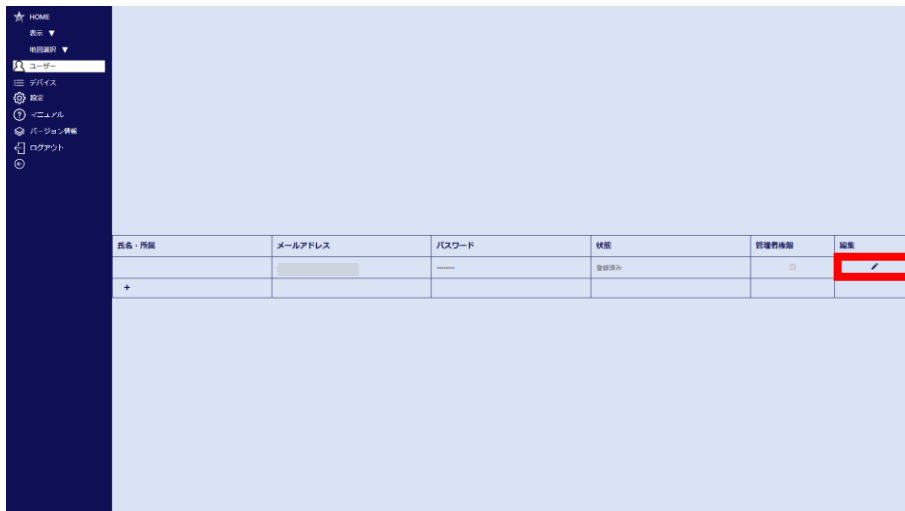 HOME
表示 ▼
地図選択 ▼
ユーザー
デバイス
設定
マニュアル
バージョン情報
ログアウト
氏名・所属 メールアドレス パスワード 状態 管理者権限 編集
········ 登録済み
+